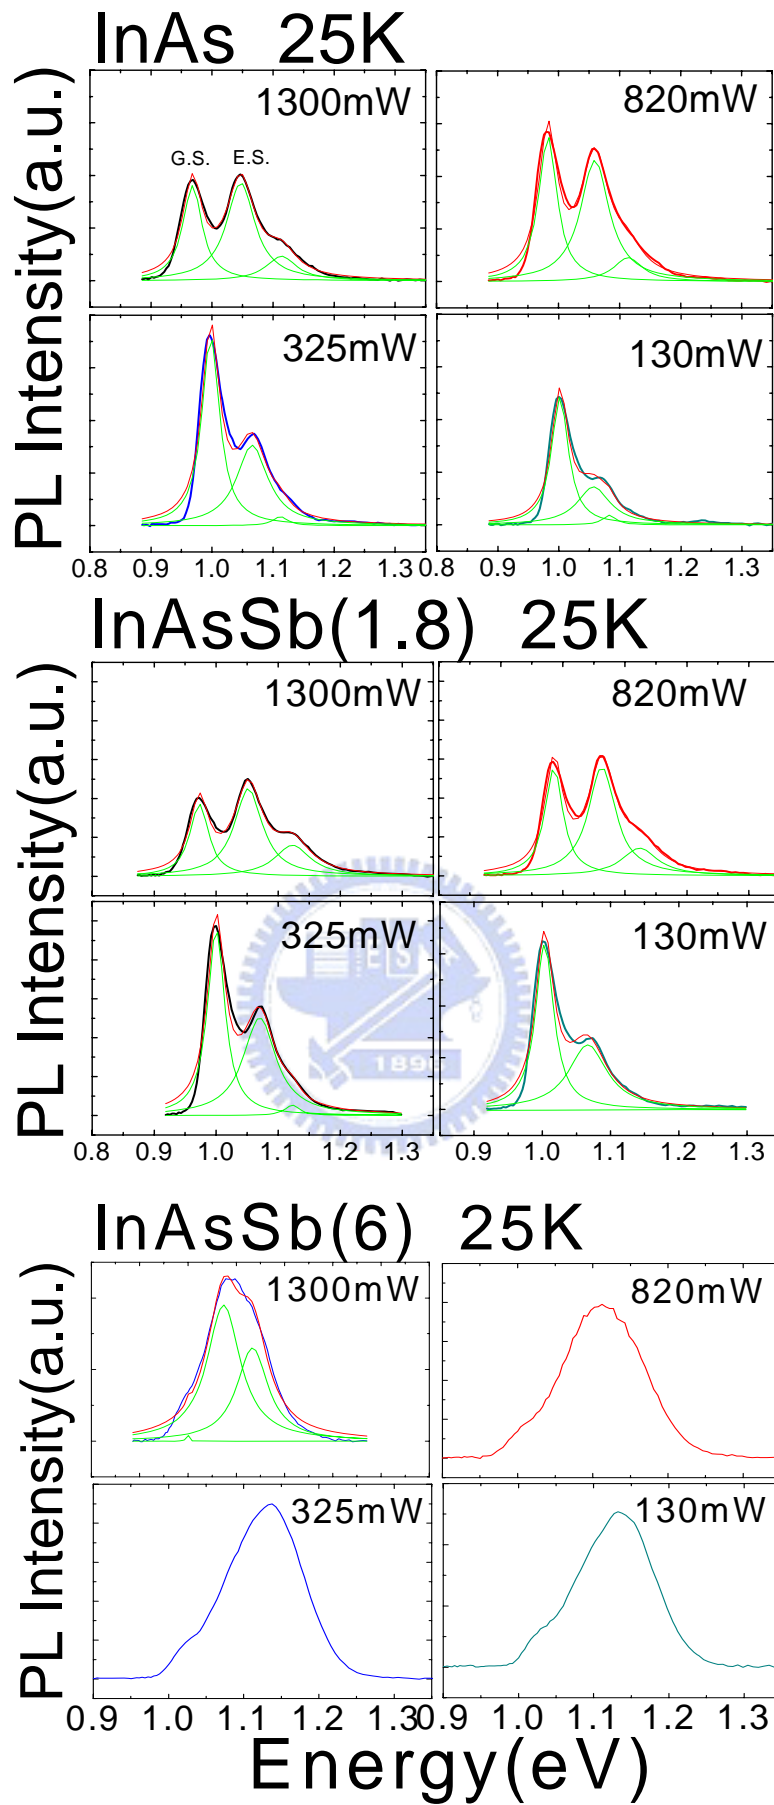 InAs 25K
PL Intensity(a.u.)
1300mW
G.S. E.S.
820mW
325mW
130mW
0.8 0.9 1.0 1.1 1.2 1.3 0.8 0.9 1.0 1.1 1.2 1.3
InAsSb(1.8) 25K
PL Intensity(a.u.)
1300mW
820mW
325mW
130mW
ES
1896
0.8 0.9 1.0 1.1 1.2 1.3 0.9 1.0 1.1 1.2 1.3
InAsSb(6) 25K
PL Intensity(a.u.)
1300mW
820mW
325mW
130mW
0.9 1.0 1.1 1.2 1.3 0.9 1.0 1.1 1.2 1.3
Energy(eV)